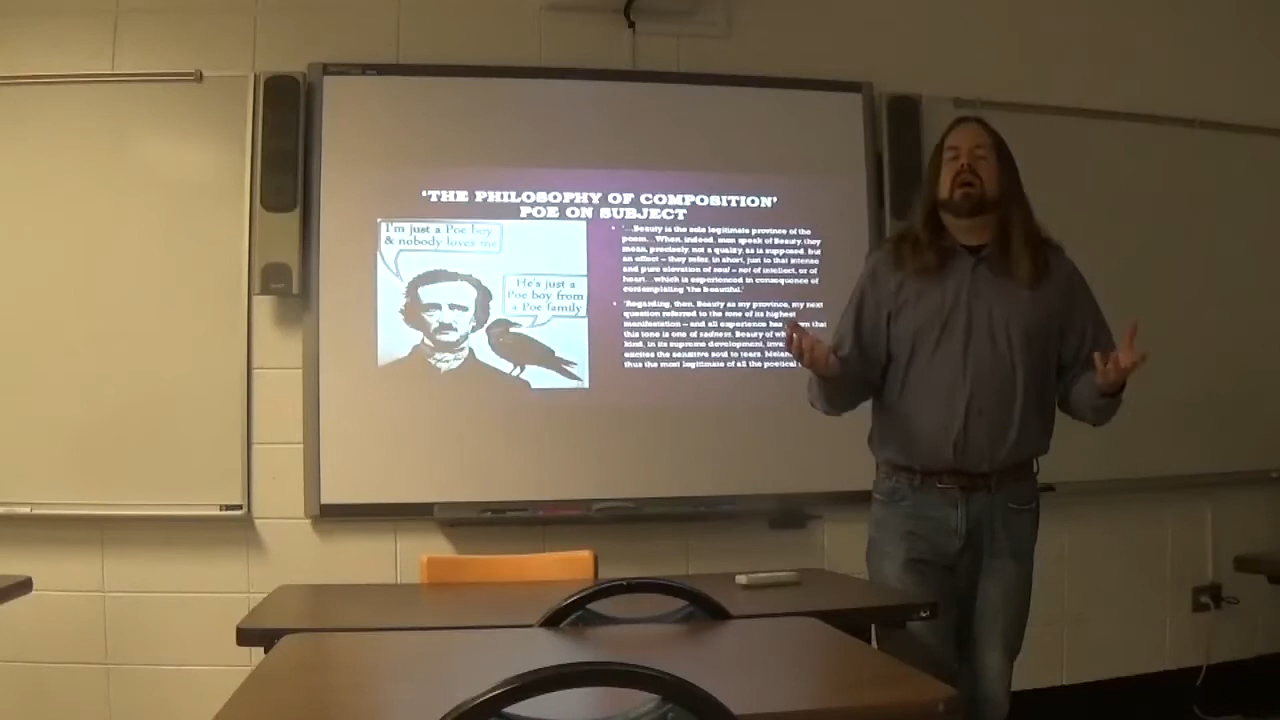 ‘THE PHILOSOPHY OF COMPOSITION’
POE ON SUBJECT
I'm just a Poe boy
& nobody loves me
He's just a
Poe boy from
a Poe family
• ‘...Beauty is the sole legitimate province of the
poem...When, indeed, men speak of Beauty, they
mean, precisely, not a quality, as is supposed, but
an effect – they refer, in short, just to that intense
and pure elevation of soul – not of intellect, or of
heart...which is experienced in consequence of
contemplating ‘the beautiful.’
• ‘Regarding, then, Beauty as my province, my next
question referred to the tone of its highest
manifestation – and all experience has that
this tone is one of sadness. Beauty of
kind, in its supreme development,
excites the sensitive soul to tears.
thus the most legitimate of all the poetical